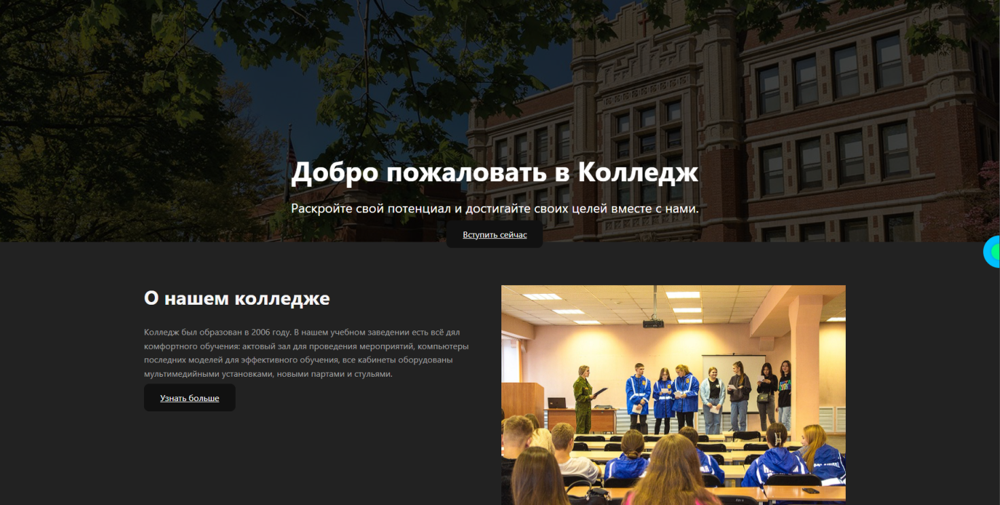 Добро пожаловать в Колледж
Раскройте свой потенциал и достигайте своих целей вместе с нами.
Вступить сейчас
О нашем колледже
Колледж был образован в 2006 году. В нашем учебном заведении есть всё дял
комфортного обучения: актовый зал для проведения мероприятий, компьютеры
последних моделей для эффективного обучения, все кабинеты оборудованы
мультимедийными установками, новыми партами и стульями.
Узнать больше